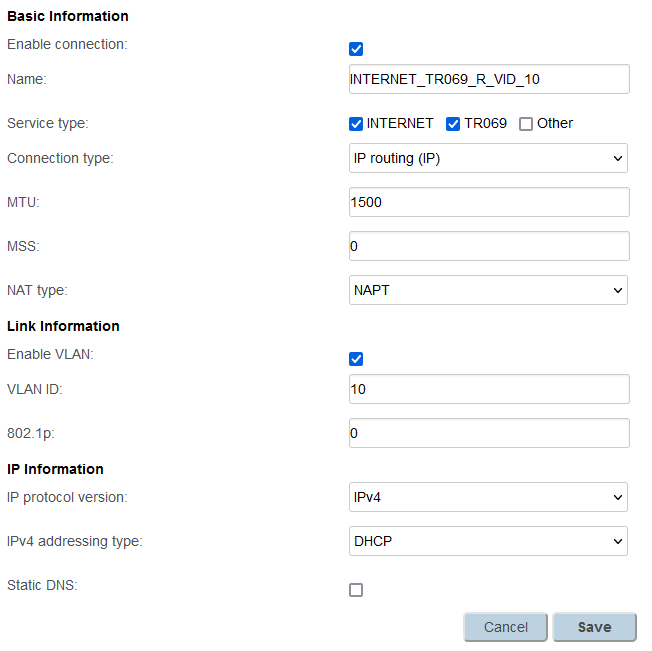 Basic Information
Enable connection:
Name: INTERNET_TR069_R_VID_10
Service type: INTERNET TR069 Other
Connection type: IP routing (IP)
MTU: 1500
MSS: 0
NAT type: NAPT
Link Information
Enable VLAN:
VLAN ID: 10
802.1p: 0
IP Information
IP protocol version: IPv4
IPv4 addressing type: DHCP
Static DNS:
Cancel Save